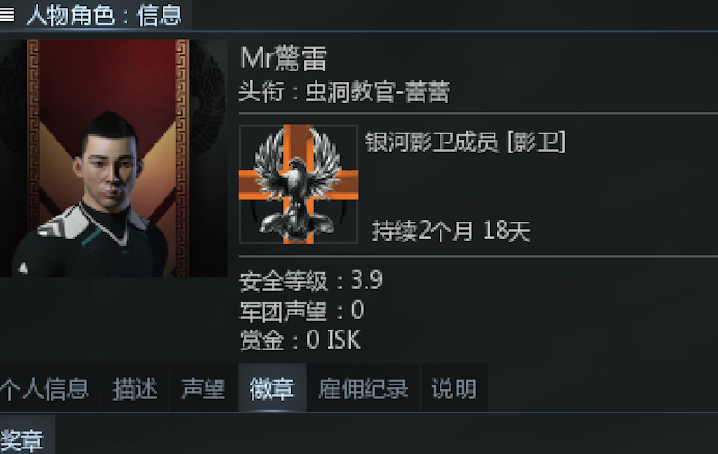 人物角色：信息
Mr驚雷
头衔：虫洞教官-蕾蕾
银河影卫成员 [影卫]
持续2个月 18天
安全等级：3.9
军团声望：0
赏金：0 ISK
个人信息 描述 声望 徽章 雇佣纪录 说明
奖章